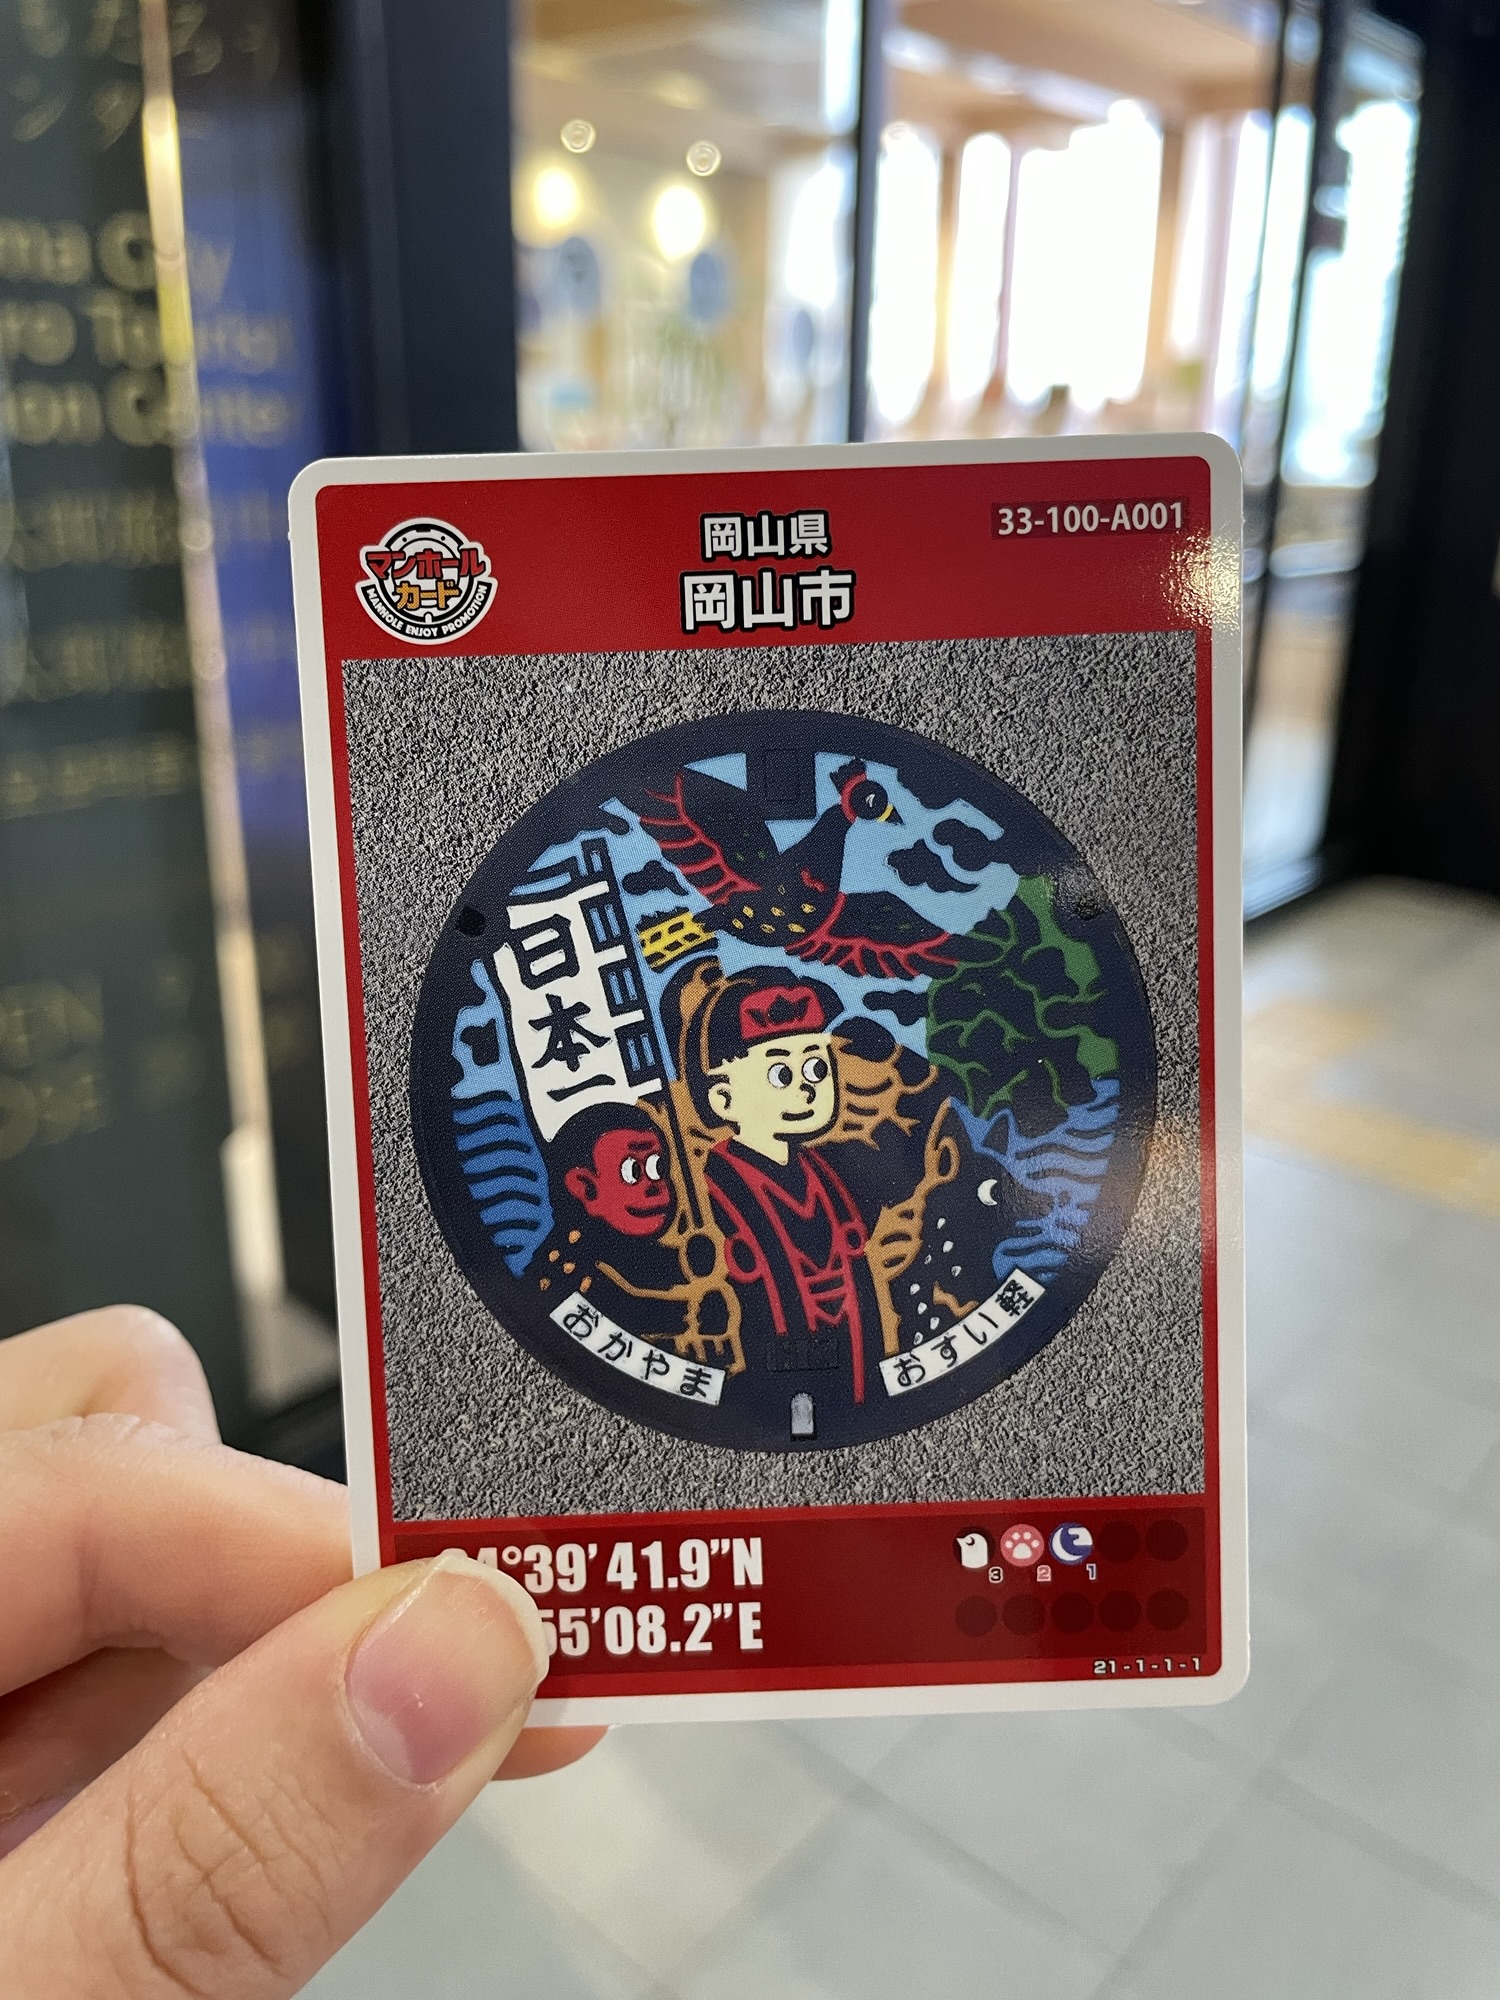 マンホール
カード
MANHOLE ENJOY PROMOTION
岡山県
岡山市
33-100-A001
日本一
おかやま
おすい軽
4°39’41.9”N
55’08.2”E
3
2
1
21-1-1-1